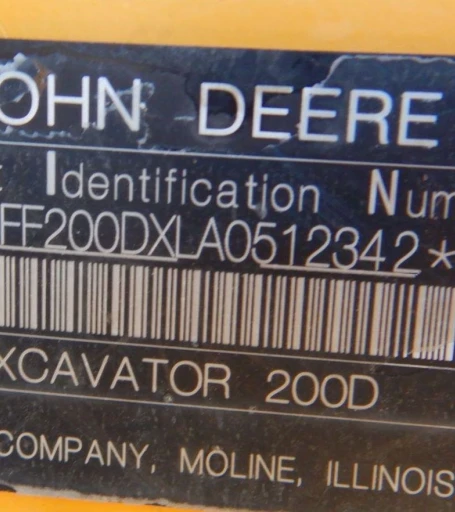 OHN DEERE
t Identification Num
FF200DXLA0512342*
XCAVATOR 200D
COMPANY, MOLINE, ILLINOIS